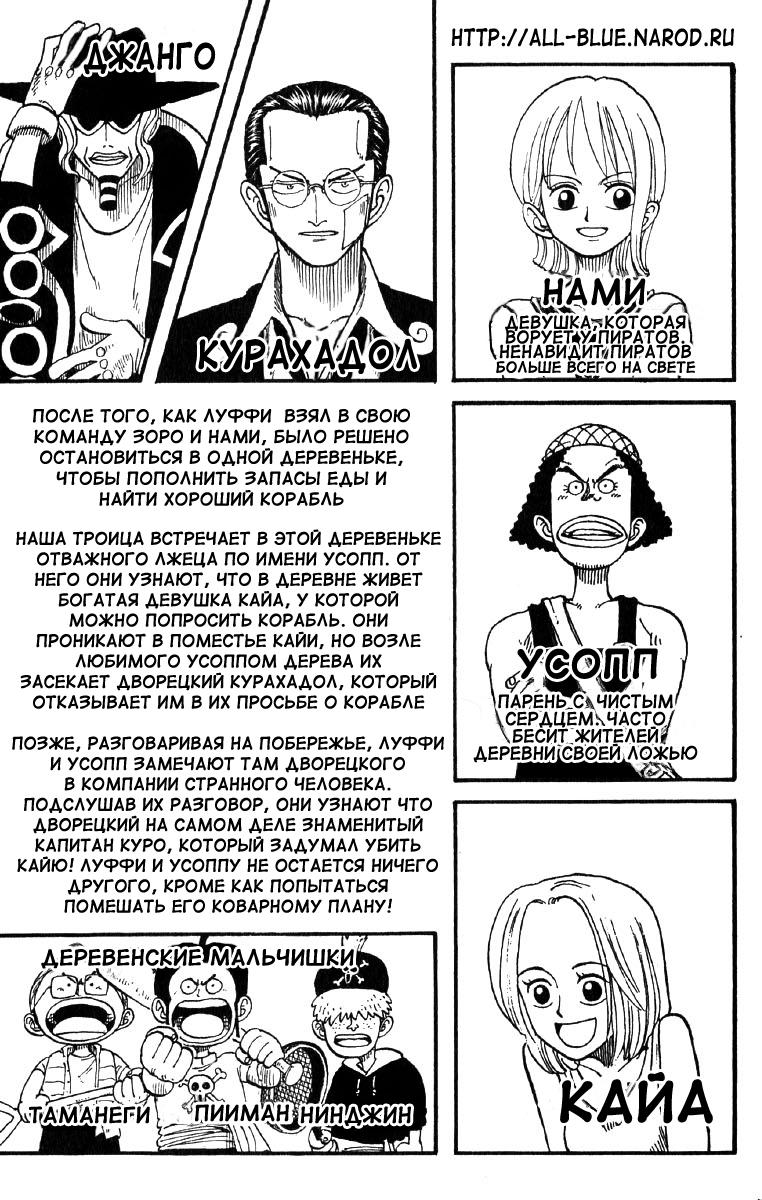 ДЖАНГО
КУРАХАДОЛ
HTTP://ALL-BLUE.NAROD.RU
НАМИ
ДЕВУШКА, КОТОРАЯ
ВОРУЕТ У ПИРАТОВ.
НЕНАВИДИТ ПИРАТОВ
БОЛЬШЕ ВСЕГО НА СВЕТЕ
ПОСЛЕ ТОГО, КАК ЛУФФИ ВЗЯЛ В СВОЮ
КОМАНДУ ЗОРО И НАМИ, БЫЛО РЕШЕНО
ОСТАНОВИТЬСЯ В ОДНОЙ ДЕРЕВЕНЬКЕ,
ЧТОБЫ ПОПОЛНИТЬ ЗАПАСЫ ЕДЫ И
НАЙТИ ХОРОШИЙ КОРАБЛЬ
НАША ТРОИЦА ВСТРЕЧАЕТ В ЭТОЙ ДЕРЕВЕНЬКЕ
ОТВАЖНОГО ЛЖЕЦА ПО ИМЕНИ УСОПП. ОТ
НЕГО ОНИ УЗНАЮТ, ЧТО В ДЕРЕВНЕ ЖИВЕТ
БОГАТАЯ ДЕВУШКА КАЙА, У КОТОРОЙ
МОЖНО ПОПРОСИТЬ КОРАБЛЬ. ОНИ
ПРОНИКАЮТ В ПОМЕСТЬЕ КАЙИ, НО ВОЗЛЕ
ЛЮБИМОГО УСОППОМ ДЕРЕВА ИХ
ЗАСЕКАЕТ ДВОРЕЦКИЙ КУРАХАДОЛ, КОТОРЫЙ
ОТКАЗЫВАЕТ ИМ В ИХ ПРОСЬБЕ О КОРАБЛЕ
ПОЗЖЕ, РАЗГОВАРИВАЯ НА ПОБЕРЕЖЬЕ, ЛУФФИ
И УСОПП ЗАМЕЧАЮТ ТАМ ДВОРЕЦКОГО
В КОМПАНИИ СТРАННОГО ЧЕЛОВЕКА.
ПОДСЛУШАВ ИХ РАЗГОВОР, ОНИ УЗНАЮТ ЧТО
ДВОРЕЦКИЙ НА САМОМ ДЕЛЕ ЗНАМЕНИТЫЙ
КАПИТАН КУРО, КОТОРЫЙ ЗАДУМАЛ УБИТЬ
КАЙЮ! ЛУФФИ И УСОППУ НЕ ОСТАЕТСЯ НИЧЕГО
ДРУГОГО, КРОМЕ КАК ПОПЫТАТЬСЯ
ПОМЕШАТЬ ЕГО КОВАРНОМУ ПЛАНУ!
УСОПП
ПАРЕНЬ С ЧИСТЫМ
СЕРДЦЕМ. ЧАСТО
БЕСИТ ЖИТЕЛЕЙ
ДЕРЕВНИ СВОЕЙ ЛОЖЬЮ
ДЕРЕВЕНСКИЕ МАЛЬЧИШКИ
ТАМАНЕГИ
ПИИМАН
НИНДЖИН
КАЙА